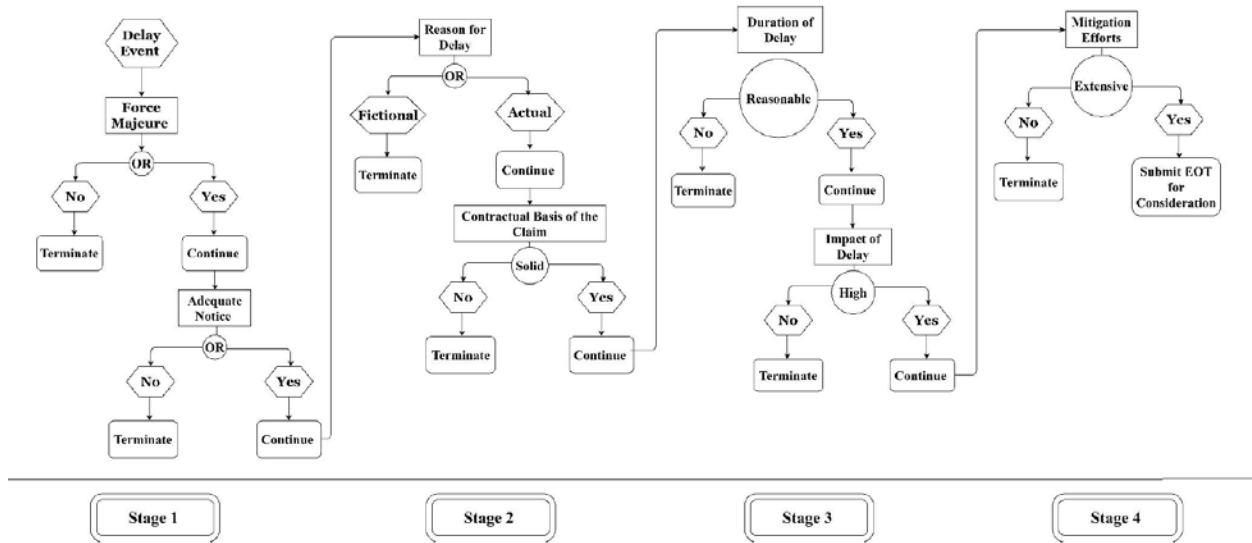 Delay
Event
Force
Majeure
OR
No
Yes
Terminate
Continue
Adequate
Notice
OR
No
Yes
Terminate
Continue
Reason for
Delay
OR
Fictional
Actual
Terminate
Continue
Contractual Basis of the
Claim
Solid
No
Yes
Terminate
Continue
Duration of
Delay
Reasonable
No
Yes
Terminate
Continue
Impact of
Delay
High
No
Yes
Terminate
Continue
Mitigation
Efforts
Extensive
No
Yes
Terminate
Submit EOT
for
Consideration
Stage 1
Stage 2
Stage 3
Stage 4